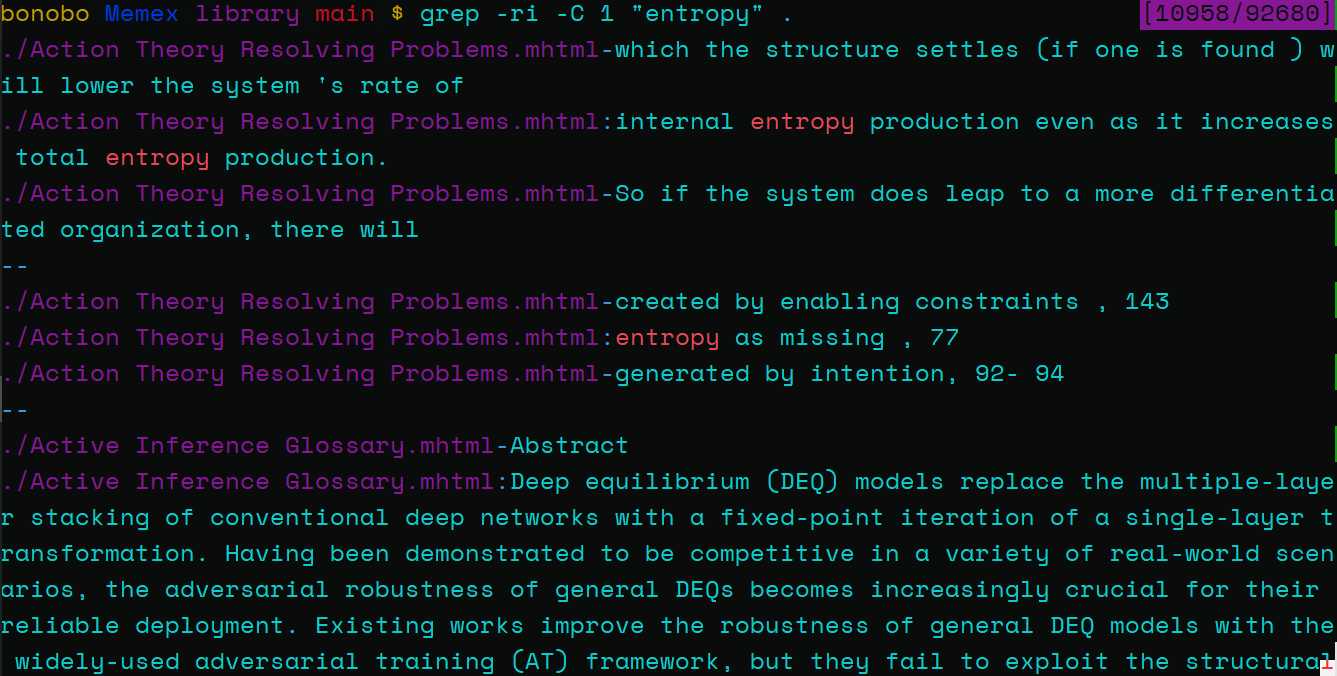 bonobo Memex library main $ grep -ri -C 1 "entropy" . [10958/92680]
./Action Theory Resolving Problems.mhtml-which the structure settles (if one is found ) w
ill lower the system 's rate of
./Action Theory Resolving Problems.mhtml:internal entropy production even as it increases
 total entropy production.
./Action Theory Resolving Problems.mhtml-So if the system does leap to a more differentia
ted organization, there will
--
./Action Theory Resolving Problems.mhtml-created by enabling constraints , 143
./Action Theory Resolving Problems.mhtml:entropy as missing , 77
./Action Theory Resolving Problems.mhtml-generated by intention, 92- 94
--
./Active Inference Glossary.mhtml-Abstract
./Active Inference Glossary.mhtml:Deep equilibrium (DEQ) models replace the multiple-laye
r stacking of conventional deep networks with a fixed-point iteration of a single-layer t
ransformation. Having been demonstrated to be competitive in a variety of real-world scen
arios, the adversarial robustness of general DEQs becomes increasingly crucial for their
reliable deployment. Existing works improve the robustness of general DEQ models with the
 widely-used adversarial training (AT) framework, but they fail to exploit the structural